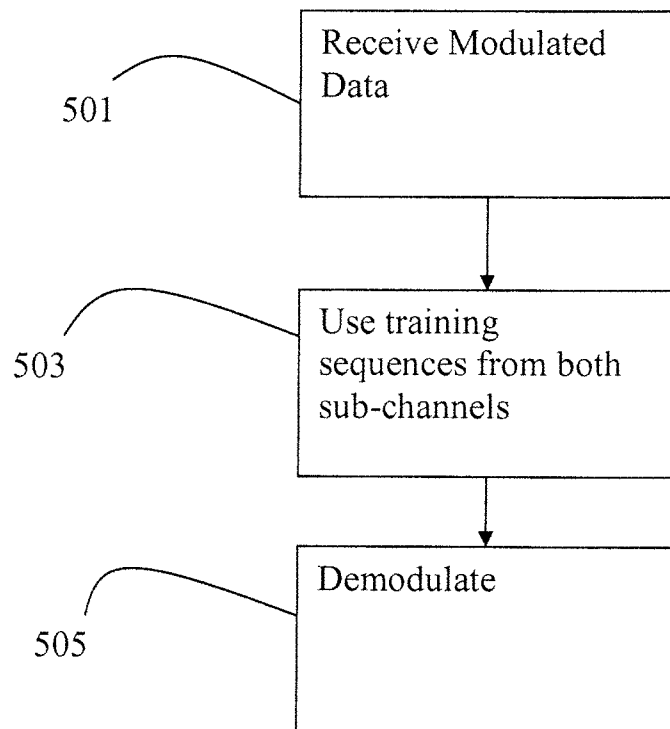 Receive Modulated
Data
501
Use training
sequences from both
sub-channels
503
Demodulate
505